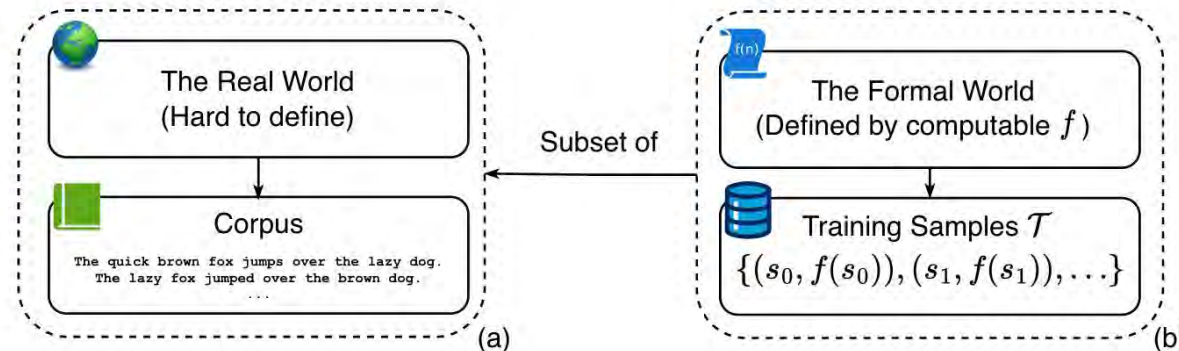 The Real World
(Hard to define)
Corpus
The quick brown fox jumps over the lazy dog.
The lazy fox jumped over the brown dog.
...
(a)
Subset of
f(n)
The Formal World
(Defined by computable f)
Training Samples 𝒯
{(s₀, f(s₀)), (s₁, f(s₁)), ...}
(b